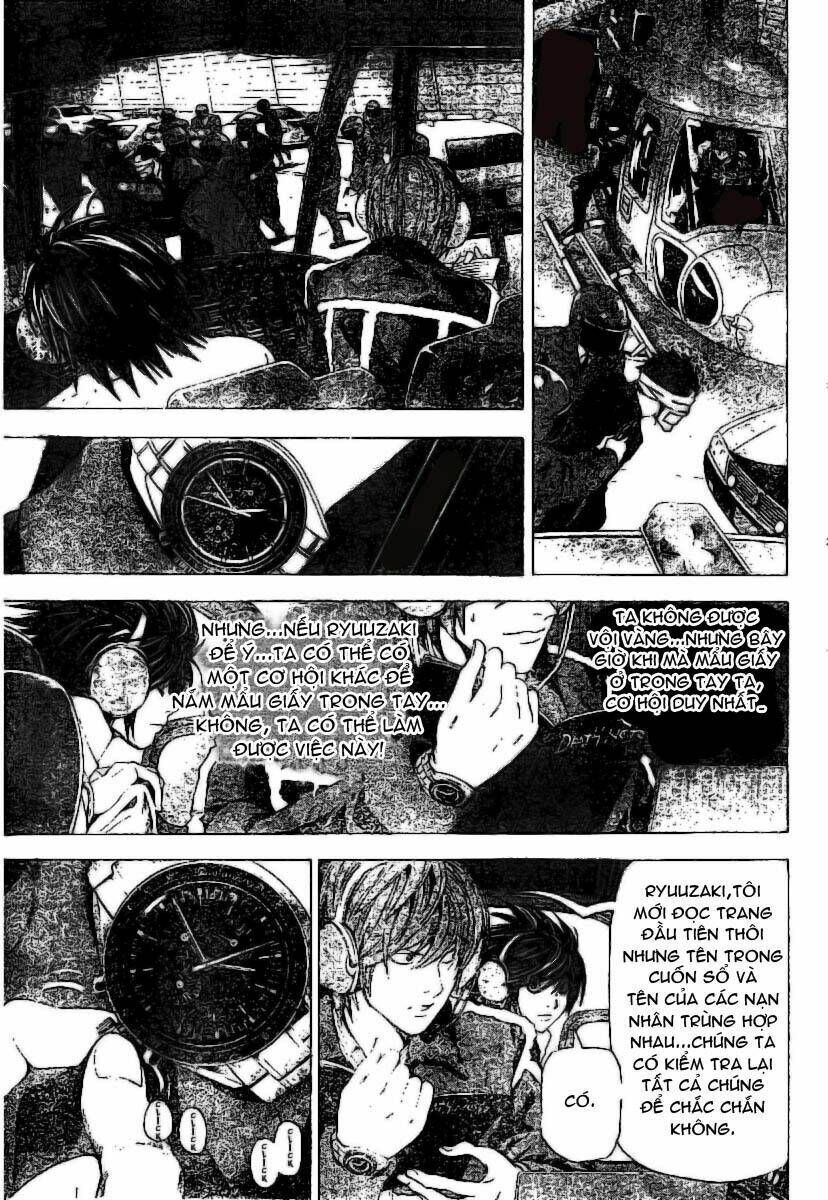 TA KHÔNG ĐƯỢC
VỘI VÀNG...NHƯNG BÂY
GIỜ KHI MÀ MẨU GIẤY
Ở TRONG TAY TA,
CƠ HỘI DUY NHẤT..
NHƯNG...NẾU RYUUZAKI
ĐỂ Ý...TA CÓ THỂ CÓ
MỘT CƠ HỘI KHÁC ĐỂ
NẮM MẨU GIẤY TRONG TAY...
KHÔNG, TA CÓ THỂ LÀM
ĐƯỢC VIỆC NÀY!
DEATH NOTE
RYUUZAKI,TÔI
MỚI ĐỌC TRANG
ĐẦU TIÊN THÔI
NHƯNG TÊN TRONG
CUỐN SỔ VÀ
TÊN CỦA CÁC NẠN
NHÂN TRÙNG HỢP
NHAU...CHÚNG TA
CÓ KIỂM TRA LẠI
TẤT CẢ CHÚNG
ĐỂ CHẮC CHẮN
KHÔNG.
CÓ.
CLICK
CLICK
CLICK
CLICK